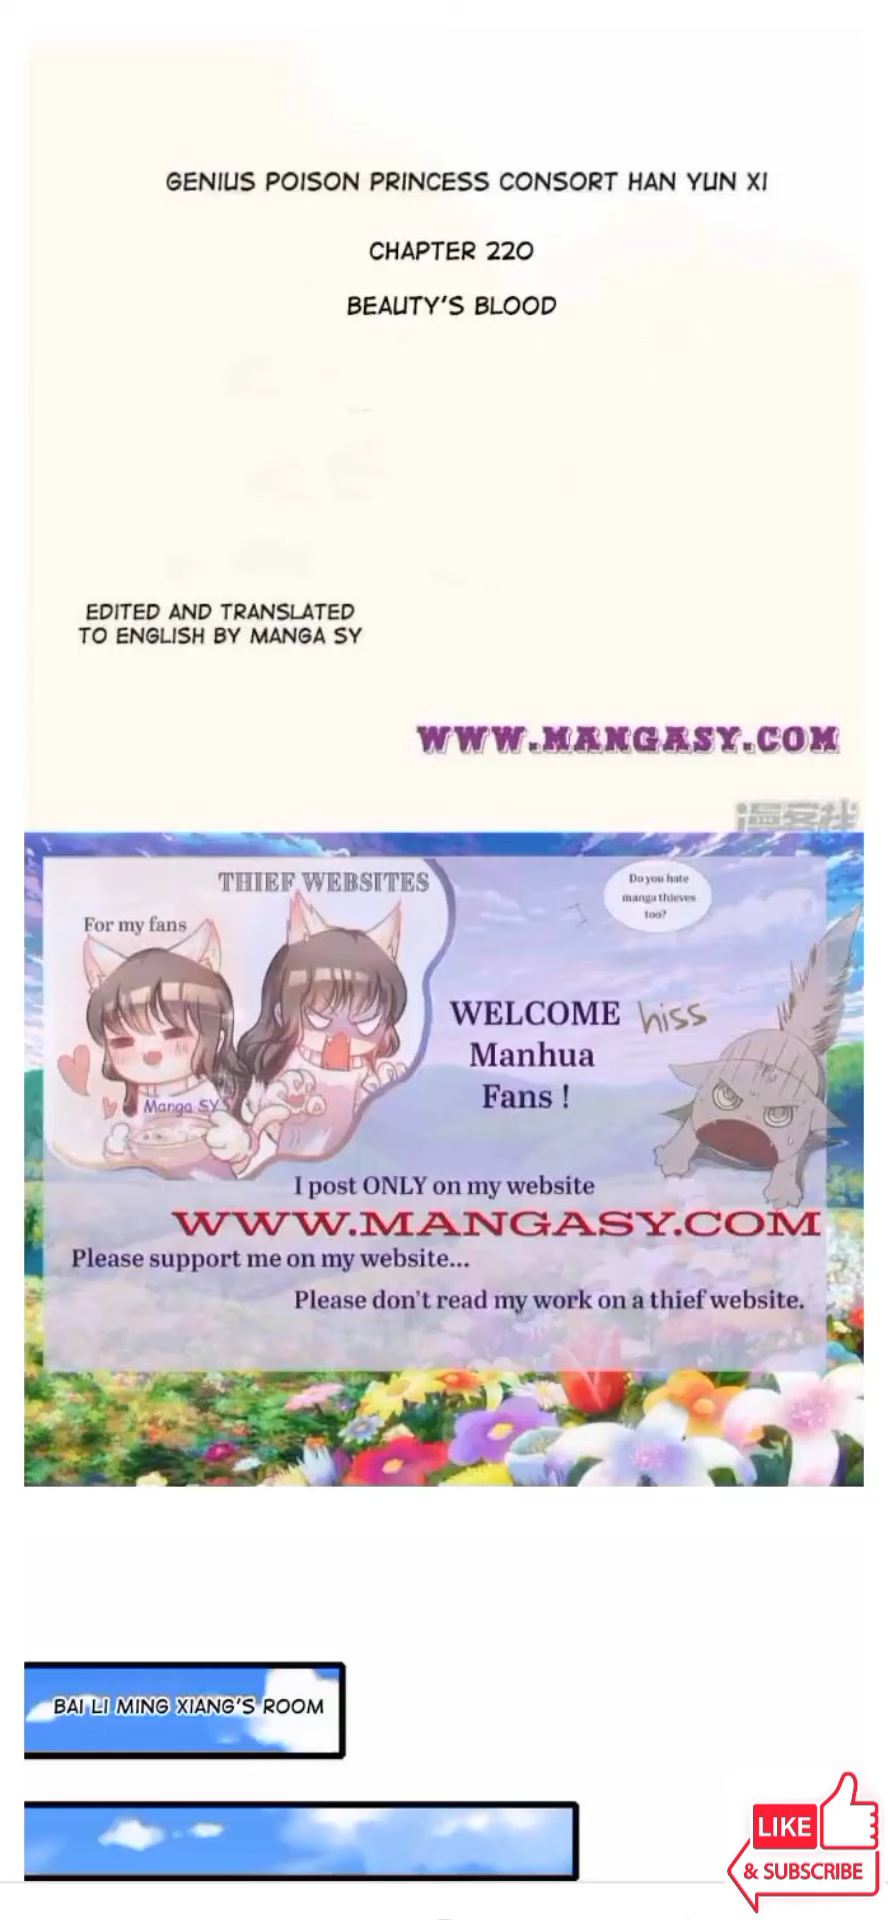 GENIUS POISON PRINCESS CONSORT HAN YUN XI
CHAPTER 220
BEAUTY'S BLOOD
EDITED AND TRANSLATED
TO ENGLISH BY MANGA SY
WWW.MANGASY.COM
THIEF WEBSITES
For my fans
Do you hate
manga thieves
too?
WELCOME
hiss
Manhua
Fans !
Manga SY
I post ONLY on my website
WWW.MANGASY.COM
Please support me on my website...
Please don't read my work on a thief website.
BAI LI MING XIANG'S ROOM
LIKE
& SUBSCRIBE